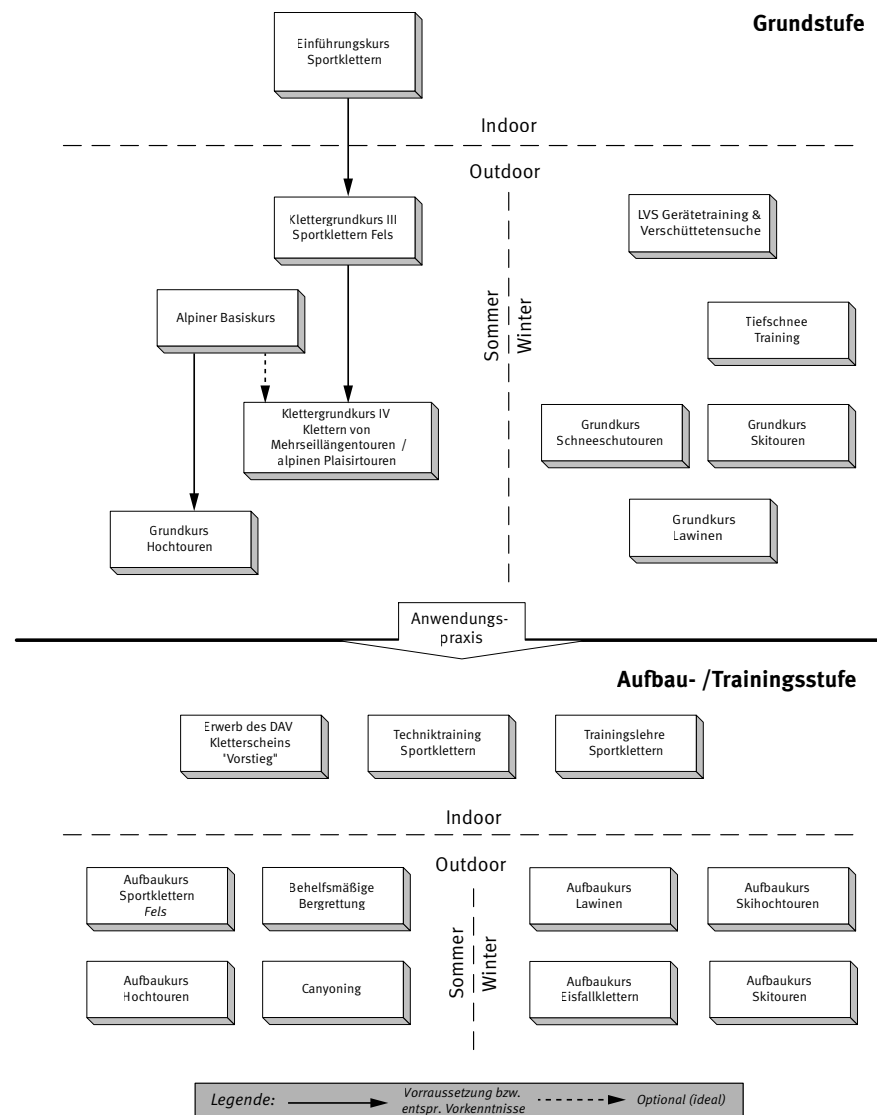 Grundstufe
Einführungskurs
Sportklettern
Indoor
Outdoor
Klettergrundkurs III
Sportklettern Fels
LVS Gerätetraining &
Verschüttetensuche
Sommer
Winter
Alpiner Basiskurs
Tiefschnee
Training
Klettergrundkurs IV
Klettern von
Mehrseillängentouren /
alpinen Plaisirtouren
Grundkurs
Schneeschutouren
Grundkurs
Skitouren
Grundkurs
Hochtouren
Grundkurs
Lawinen
Anwendungs-
praxis
Aufbau- /Trainingsstufe
Erwerb des DAV
Kletterscheins
"Vorstieg"
Techniktraining
Sportklettern
Trainingslehre
Sportklettern
Indoor
Outdoor
Aufbaukurs
Sportklettern
Fels
Behelfsmäßige
Bergrettung
Sommer
Winter
Aufbaukurs
Lawinen
Aufbaukurs
Skihochtouren
Aufbaukurs
Hochtouren
Canyoning
Aufbaukurs
Eisfallklettern
Aufbaukurs
Skitouren
Legende:
Vorraussetzung bzw.
entspr. Vorkenntnisse
Optional (ideal)